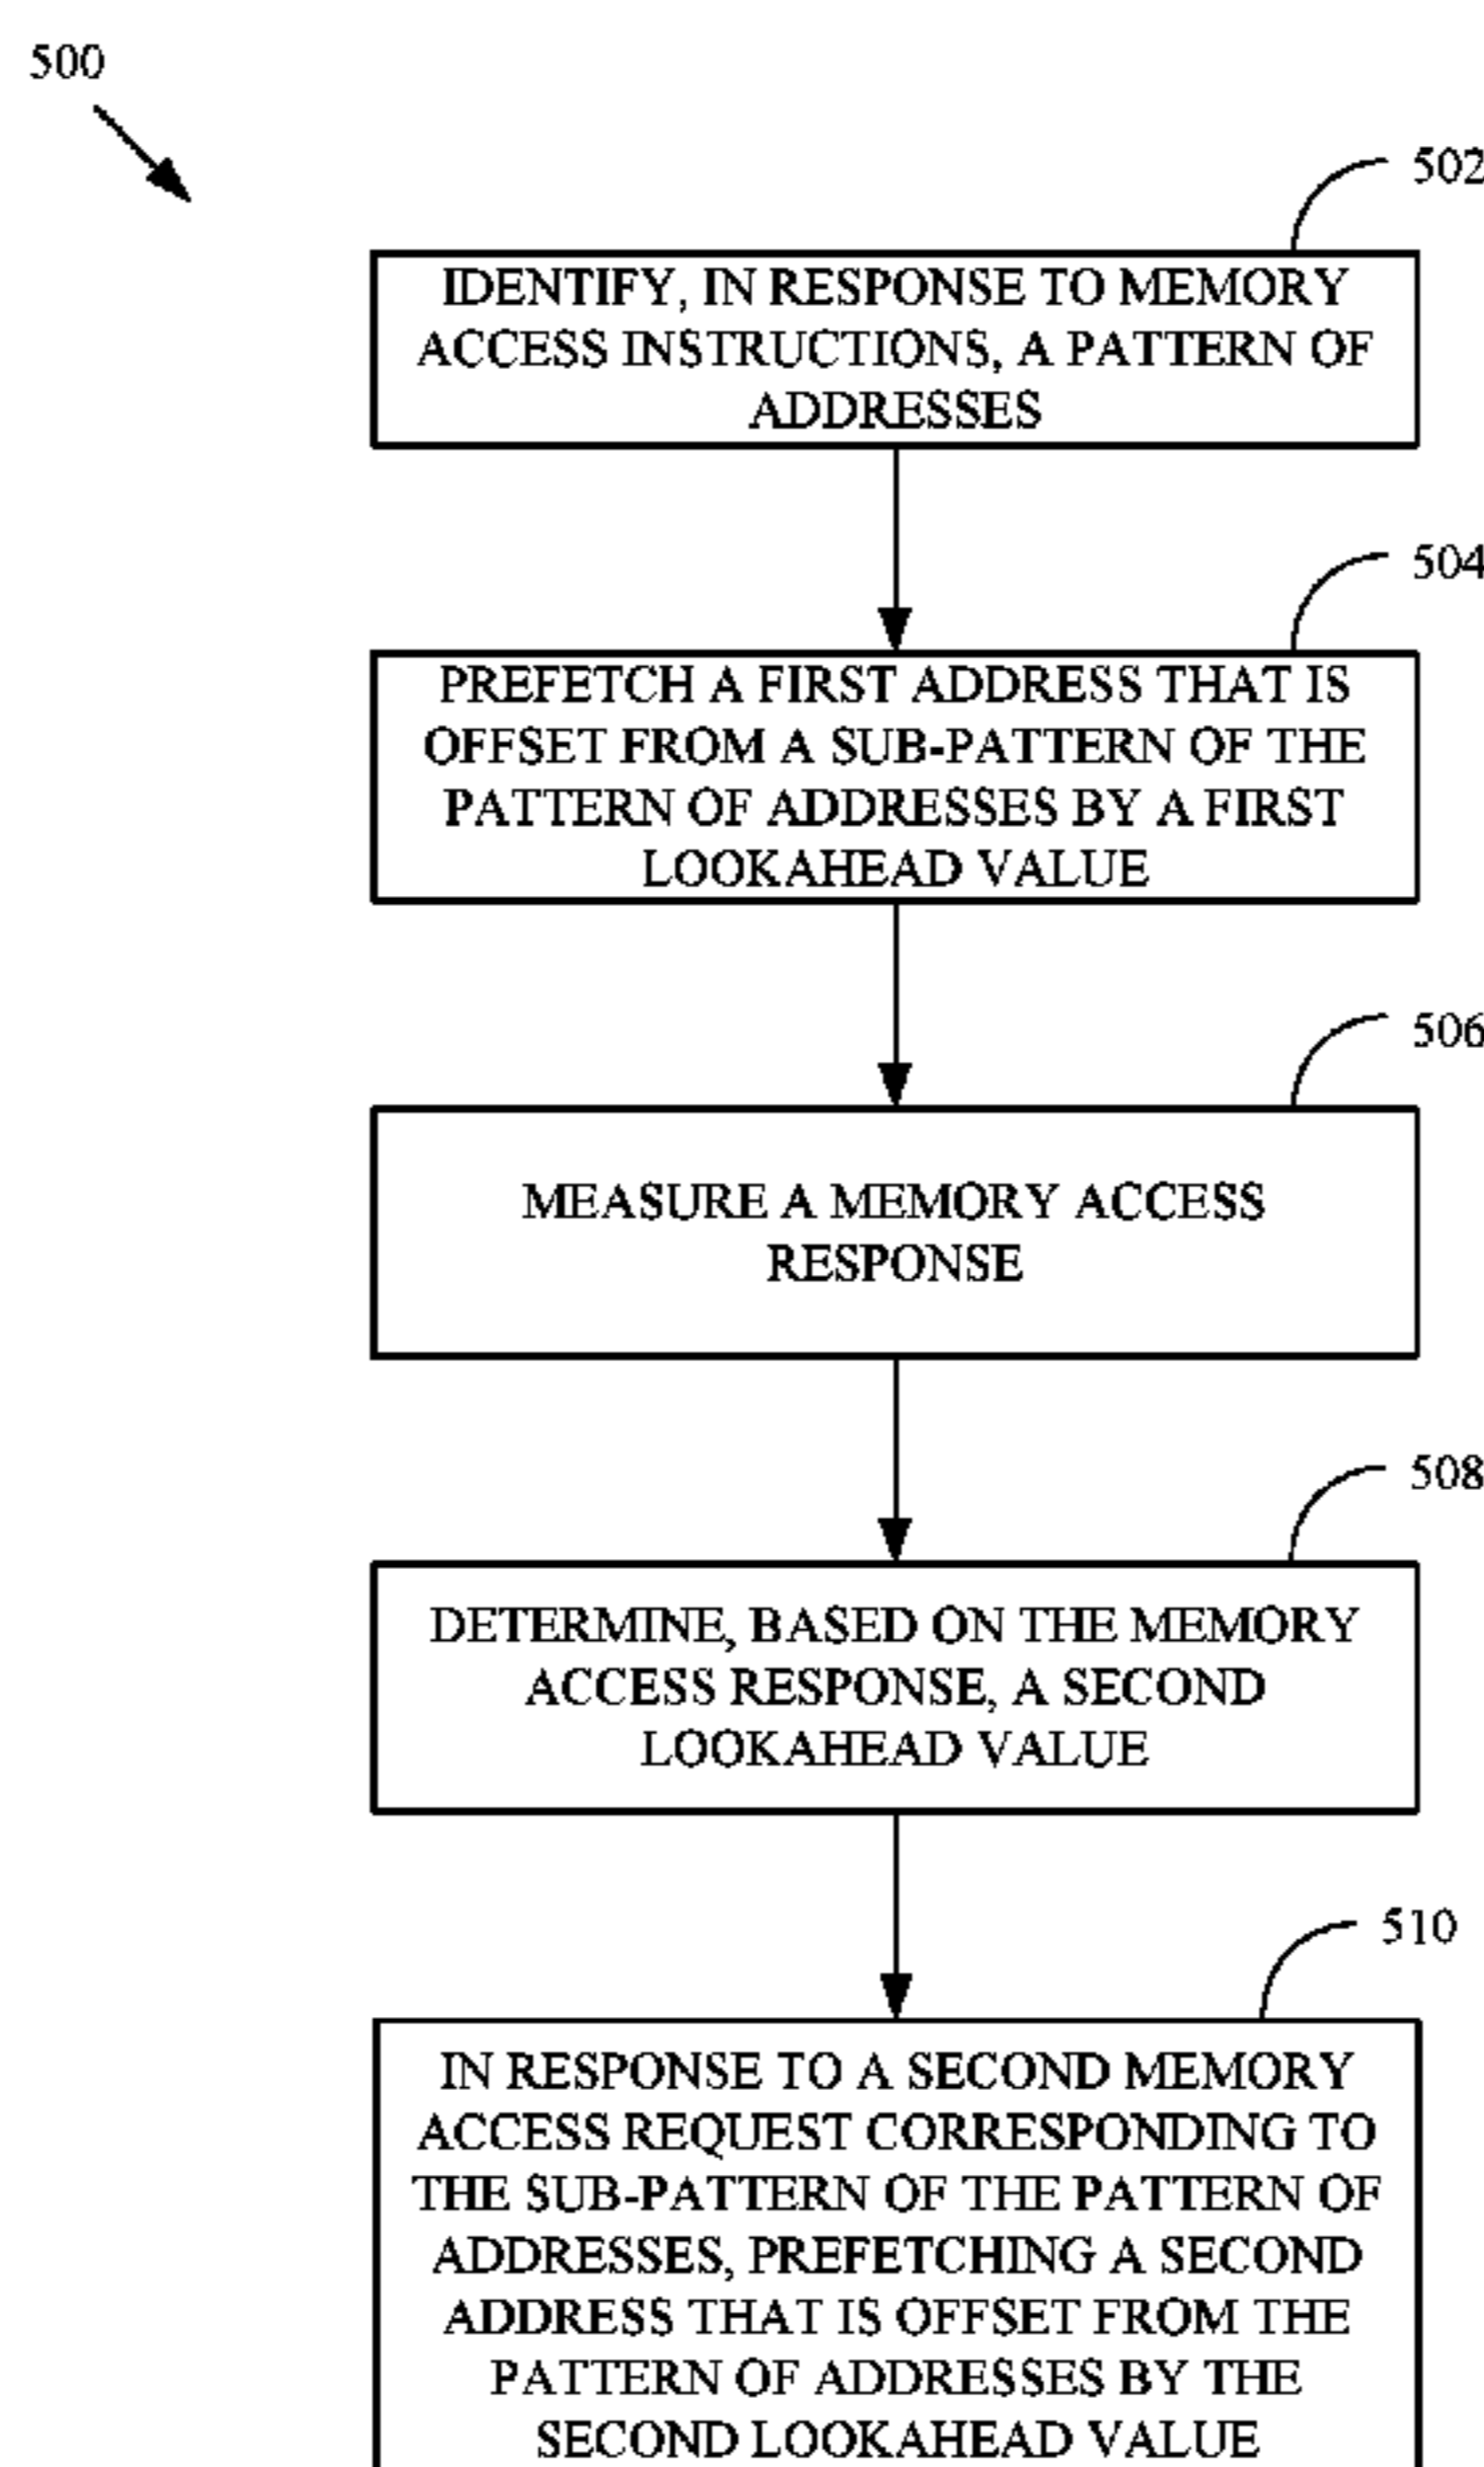 500
502
IDENTIFY, IN RESPONSE TO MEMORY
ACCESS INSTRUCTIONS, A PATTERN OF
ADDRESSES
504
PREFETCH A FIRST ADDRESS THAT IS
OFFSET FROM A SUB-PATTERN OF THE
PATTERN OF ADDRESSES BY A FIRST
LOOKAHEAD VALUE
506
MEASURE A MEMORY ACCESS
RESPONSE
508
DETERMINE, BASED ON THE MEMORY
ACCESS RESPONSE, A SECOND
LOOKAHEAD VALUE
510
IN RESPONSE TO A SECOND MEMORY
ACCESS REQUEST CORRESPONDING TO
THE SUB-PATTERN OF THE PATTERN OF
ADDRESSES, PREFETCHING A SECOND
ADDRESS THAT IS OFFSET FROM THE
PATTERN OF ADDRESSES BY THE
SECOND LOOKAHEAD VALUE